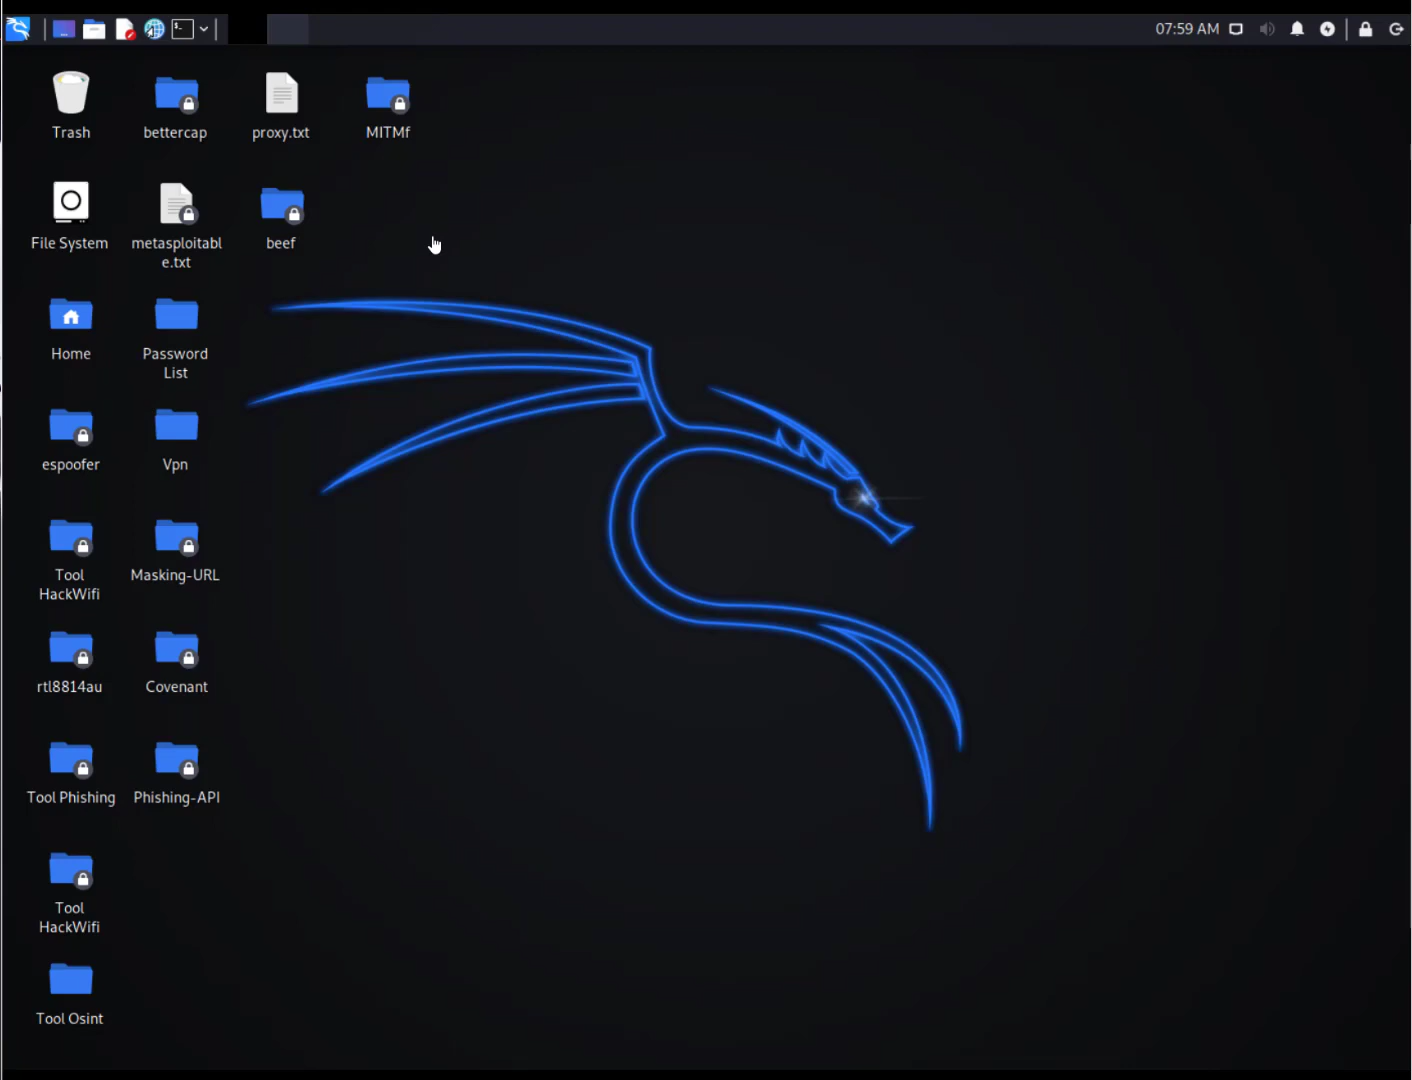 07:59 AM
Trash
bettercap
proxy.txt
MITMf
File System
metasploitabl
e.txt
beef
Home
Password
List
espoofer
Vpn
Tool
HackWifi
Masking-URL
rtl8814au
Covenant
Tool Phishing
Phishing-API
Tool
HackWifi
Tool Osint